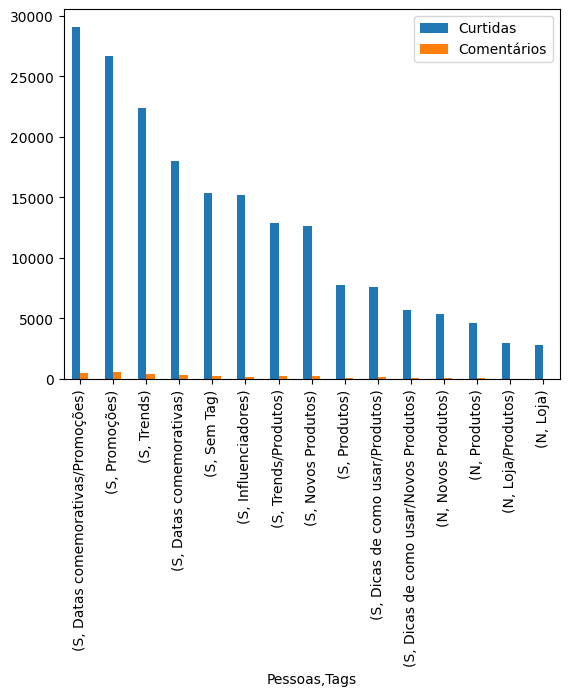 30000
25000
20000
15000
10000
5000
0
Curtidas
Comentários
(S, Datas comemorativas/Promoções)
(S, Promoções)
(S, Trends)
(S, Datas comemorativas)
(S, Sem Tag)
(S, Influenciadores)
(S, Trends/Produtos)
(S, Novos Produtos)
(S, Produtos)
(S, Dicas de como usar/Produtos)
(S, Dicas de como usar/Novos Produtos)
(N, Novos Produtos)
(N, Produtos)
(N, Loja/Produtos)
(N, Loja)
Pessoas,Tags